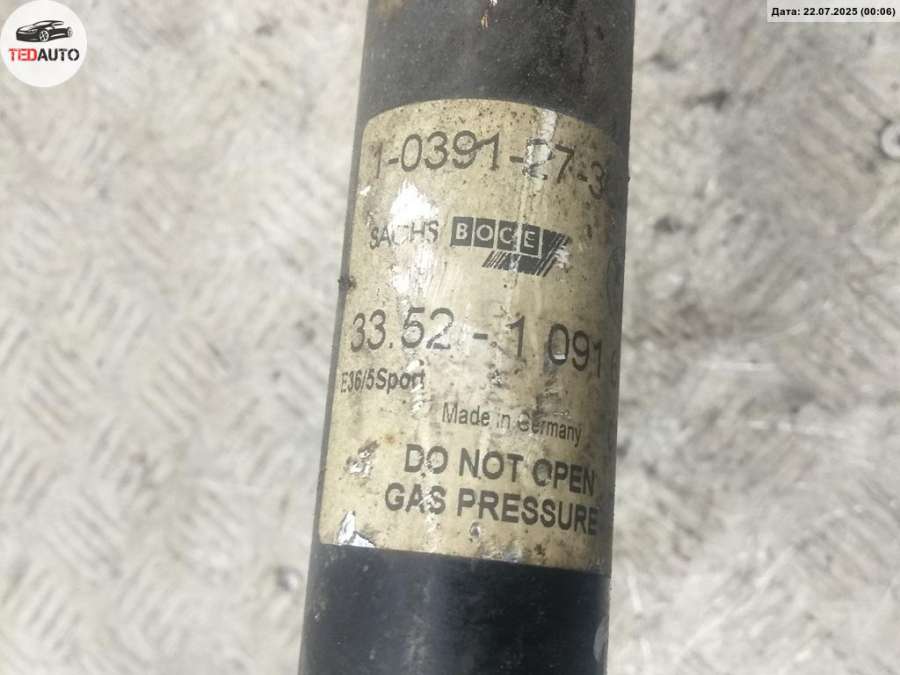 Дата: 22.07.2025 (00:06)
TEDAUTO
1-0391-27-3
SACHS BOGE
33.52 - 1 091
E36/5Sport
Made in Germany
DO NOT OPEN
GAS PRESSURE